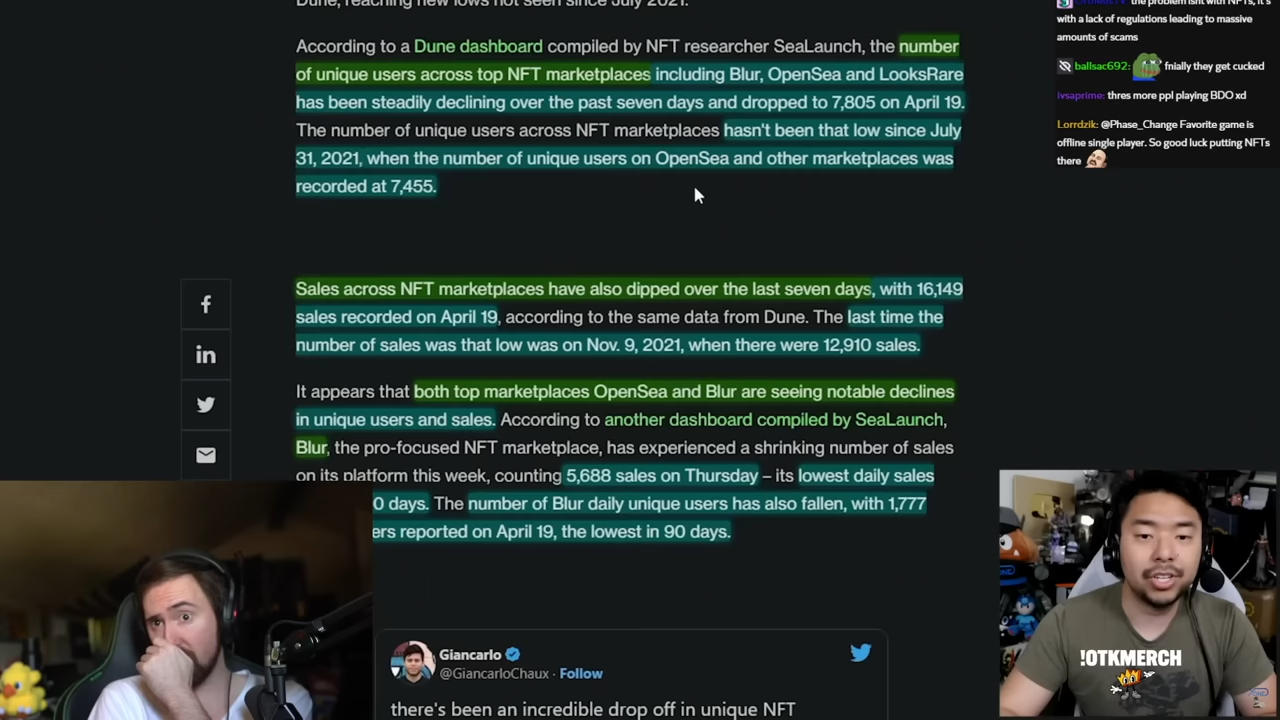 Dune, reaching new lows not seen since July 2021.
According to a Dune dashboard compiled by NFT researcher SeaLaunch, the number
of unique users across top NFT marketplaces including Blur, OpenSea and LooksRare
has been steadily declining over the past seven days and dropped to 7,805 on April 19.
The number of unique users across NFT marketplaces hasn't been that low since July
31, 2021, when the number of unique users on OpenSea and other marketplaces was
recorded at 7,455.
Sales across NFT marketplaces have also dipped over the last seven days, with 16,149
sales recorded on April 19, according to the same data from Dune. The last time the
number of sales was that low was on Nov. 9, 2021, when there were 12,910 sales.
It appears that both top marketplaces OpenSea and Blur are seeing notable declines
in unique users and sales. According to another dashboard compiled by SeaLaunch,
Blur, the pro-focused NFT marketplace, has experienced a shrinking number of sales
on its platform this week, counting 5,688 sales on Thursday – its lowest daily sales
0 days. The number of Blur daily unique users has also fallen, with 1,777
ers reported on April 19, the lowest in 90 days.
Giancarlo
@GiancarloChaux · Follow
there's been an incredible drop off in unique NFT
the problem isnt with NFTs, it's
with a lack of regulations leading to massive
amounts of scams
ballsac692: fnially they get cucked
ivsaprime: thres more ppl playing BDO xd
Lorrdzik: @Phase_Change Favorite game is
offline single player. So good luck putting NFTs
there
!OTKMERCH